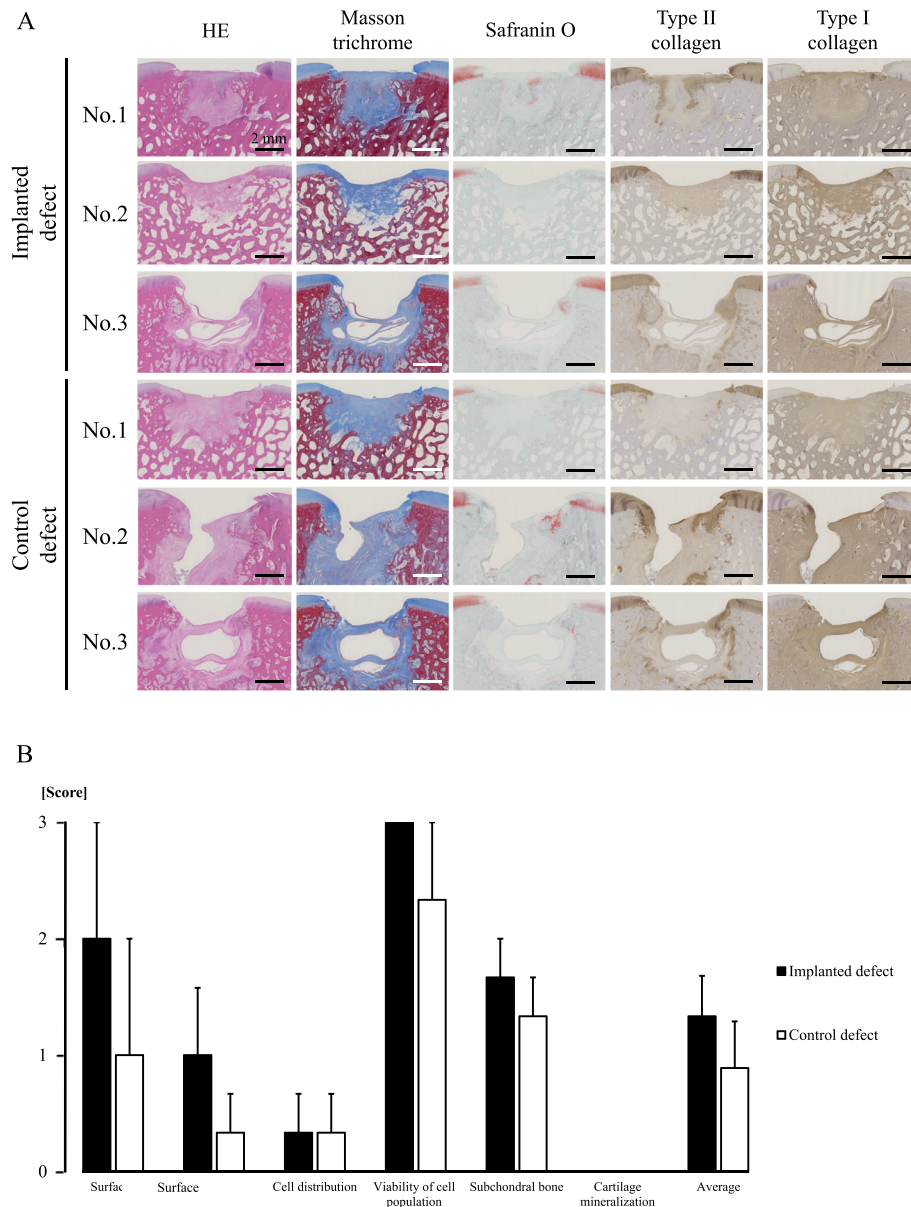 A
HE
Masson
trichrome
Safranin O
Type II
collagen
Type I
collagen
Implanted
defect
No.1
2 mm
No.2
No.3
Control
defect
No.1
No.2
No.3
B
[Score]
3
2
1
0
Implanted defect
Control defect
Surfac
Surface
Cell distribution
Viability of cell
population
Subchondral bone
Cartilage
mineralization
Average